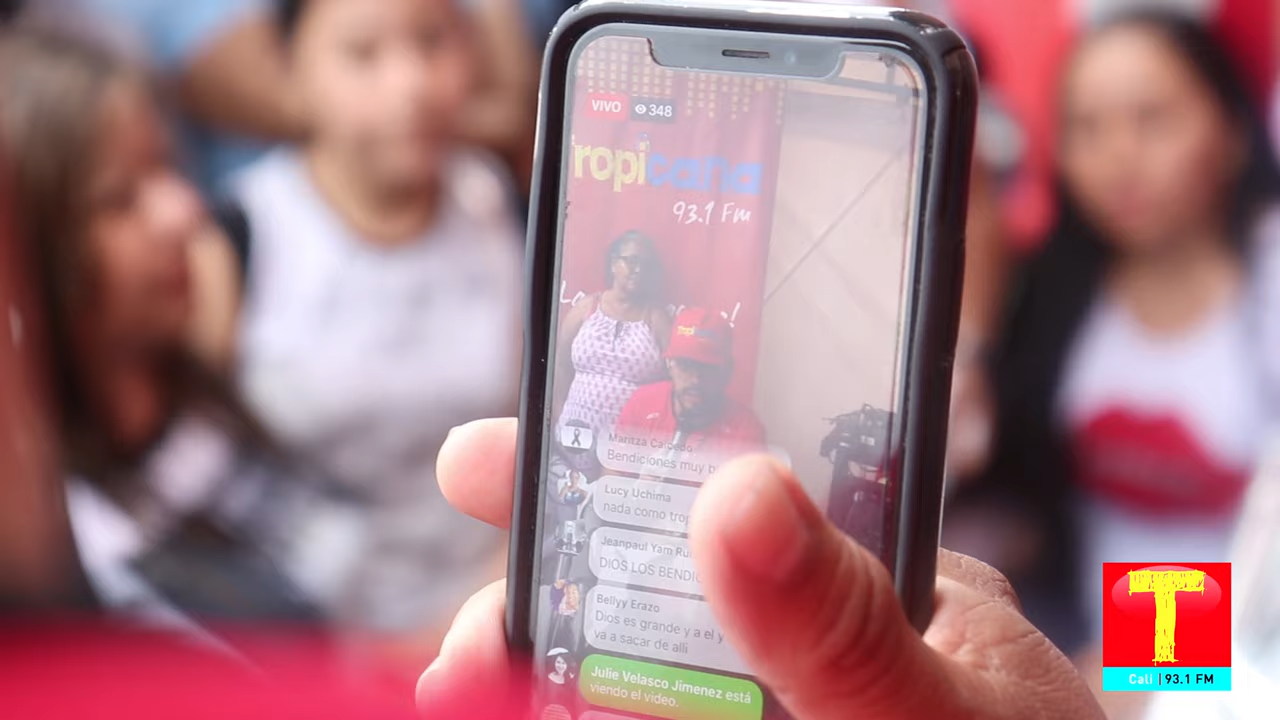 VIVO 348
ropicana
93.1 Fm
Maritza Caicedo
Bendiciones muy b
Lucy Uchima
nada como trop
Jeanpaul Yam Rui
DIOS LOS BENDIC
Bellyy Erazo
Dios es grande y a el y
va a sacar de alli
Julie Velasco Jimenez está
viendo el video.
T
Cali | 93.1 FM